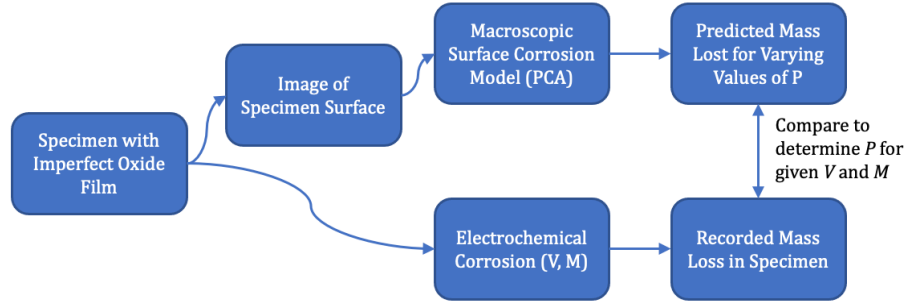 Specimen with
Imperfect Oxide
Film
Image of
Specimen Surface
Macroscopic
Surface Corrosion
Model (PCA)
Predicted Mass
Lost for Varying
Values of P
Compare to
determine P for
given V and M
Electrochemical
Corrosion (V, M)
Recorded Mass
Loss in Specimen